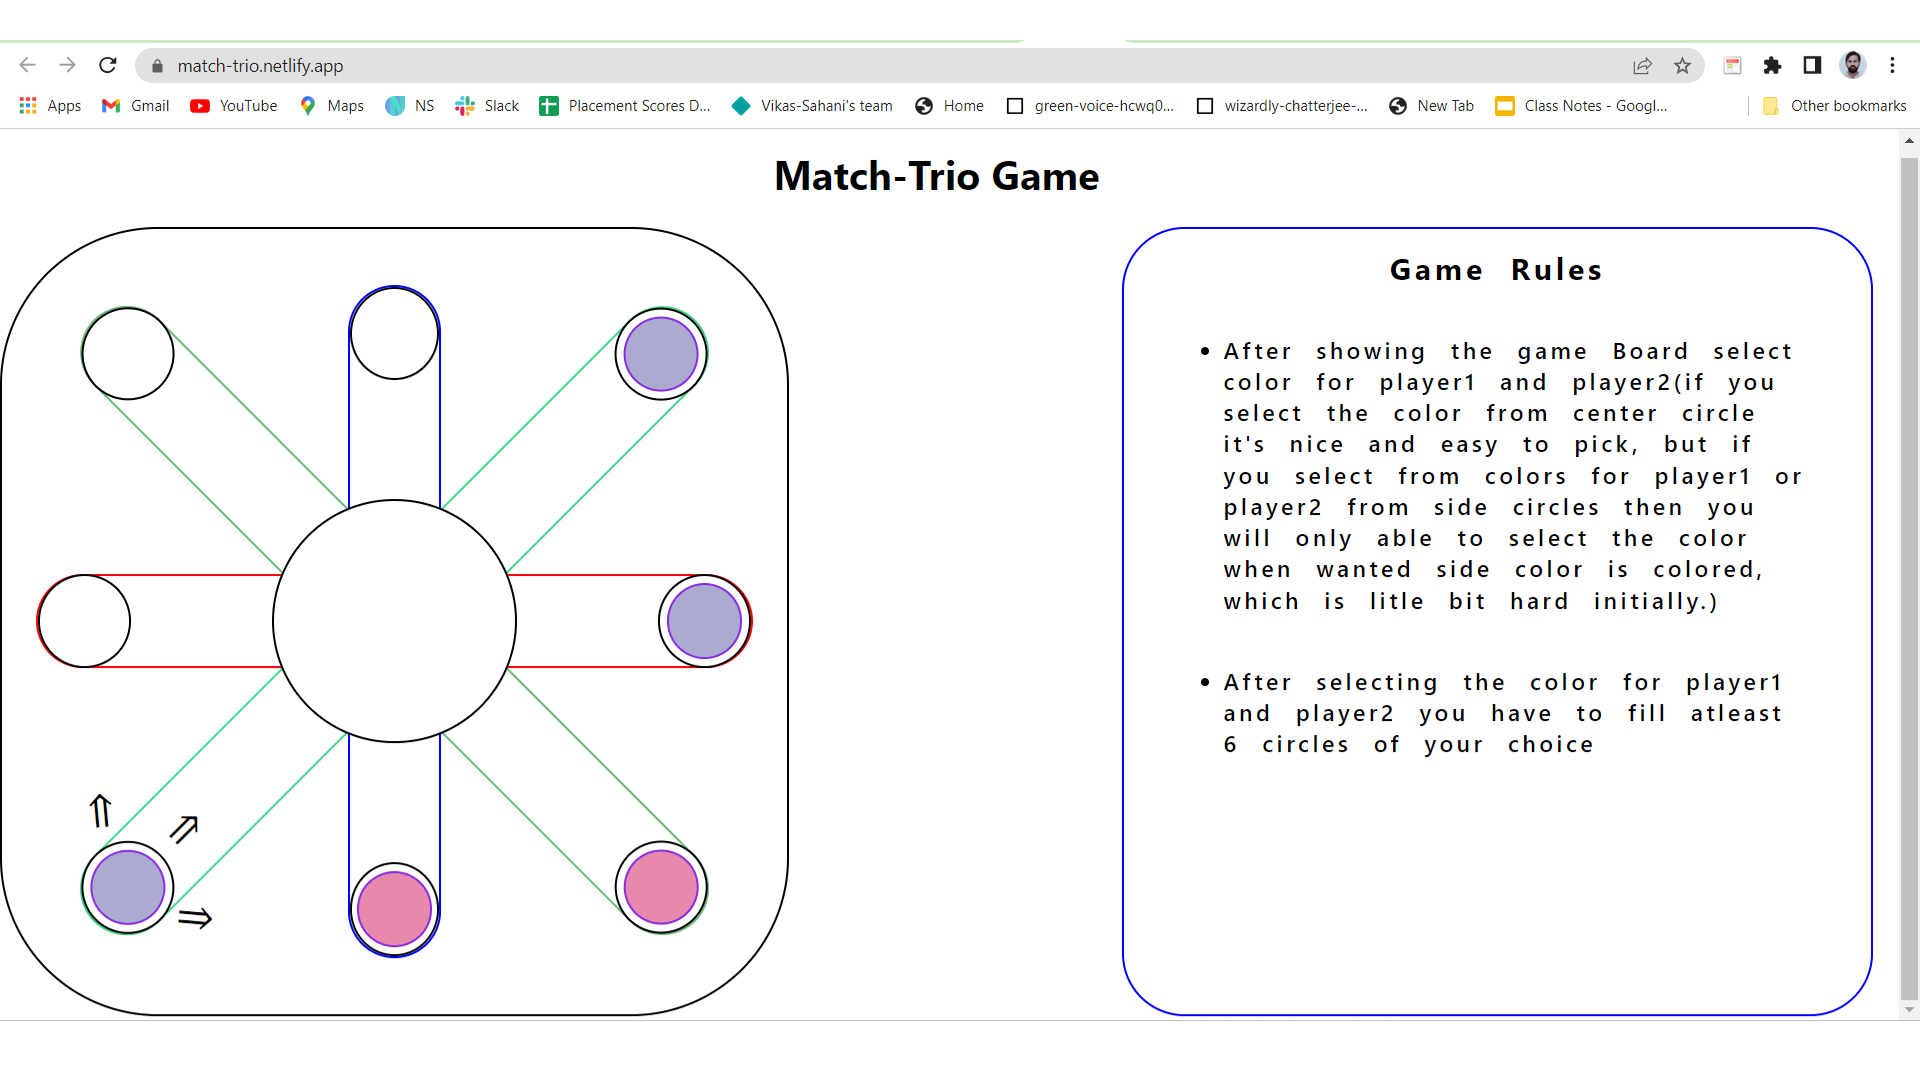 match-trio.netlify.app
Apps Gmail YouTube Maps NS Slack Placement Scores D... Vikas-Sahani's team Home green-voice-hcwq0... wizardly-chatterjee-... New Tab Class Notes - Googl... Other bookmarks
Match-Trio Game
Game Rules
• After showing the game Board select
color for player1 and player2(if you
select the color from center circle
it's nice and easy to pick, but if
you select from colors for player1 or
player2 from side circles then you
will only able to select the color
when wanted side color is colored,
which is litle bit hard initially.)
• After selecting the color for player1
and player2 you have to fill atleast
6 circles of your choice
⇑
⇗
⇒